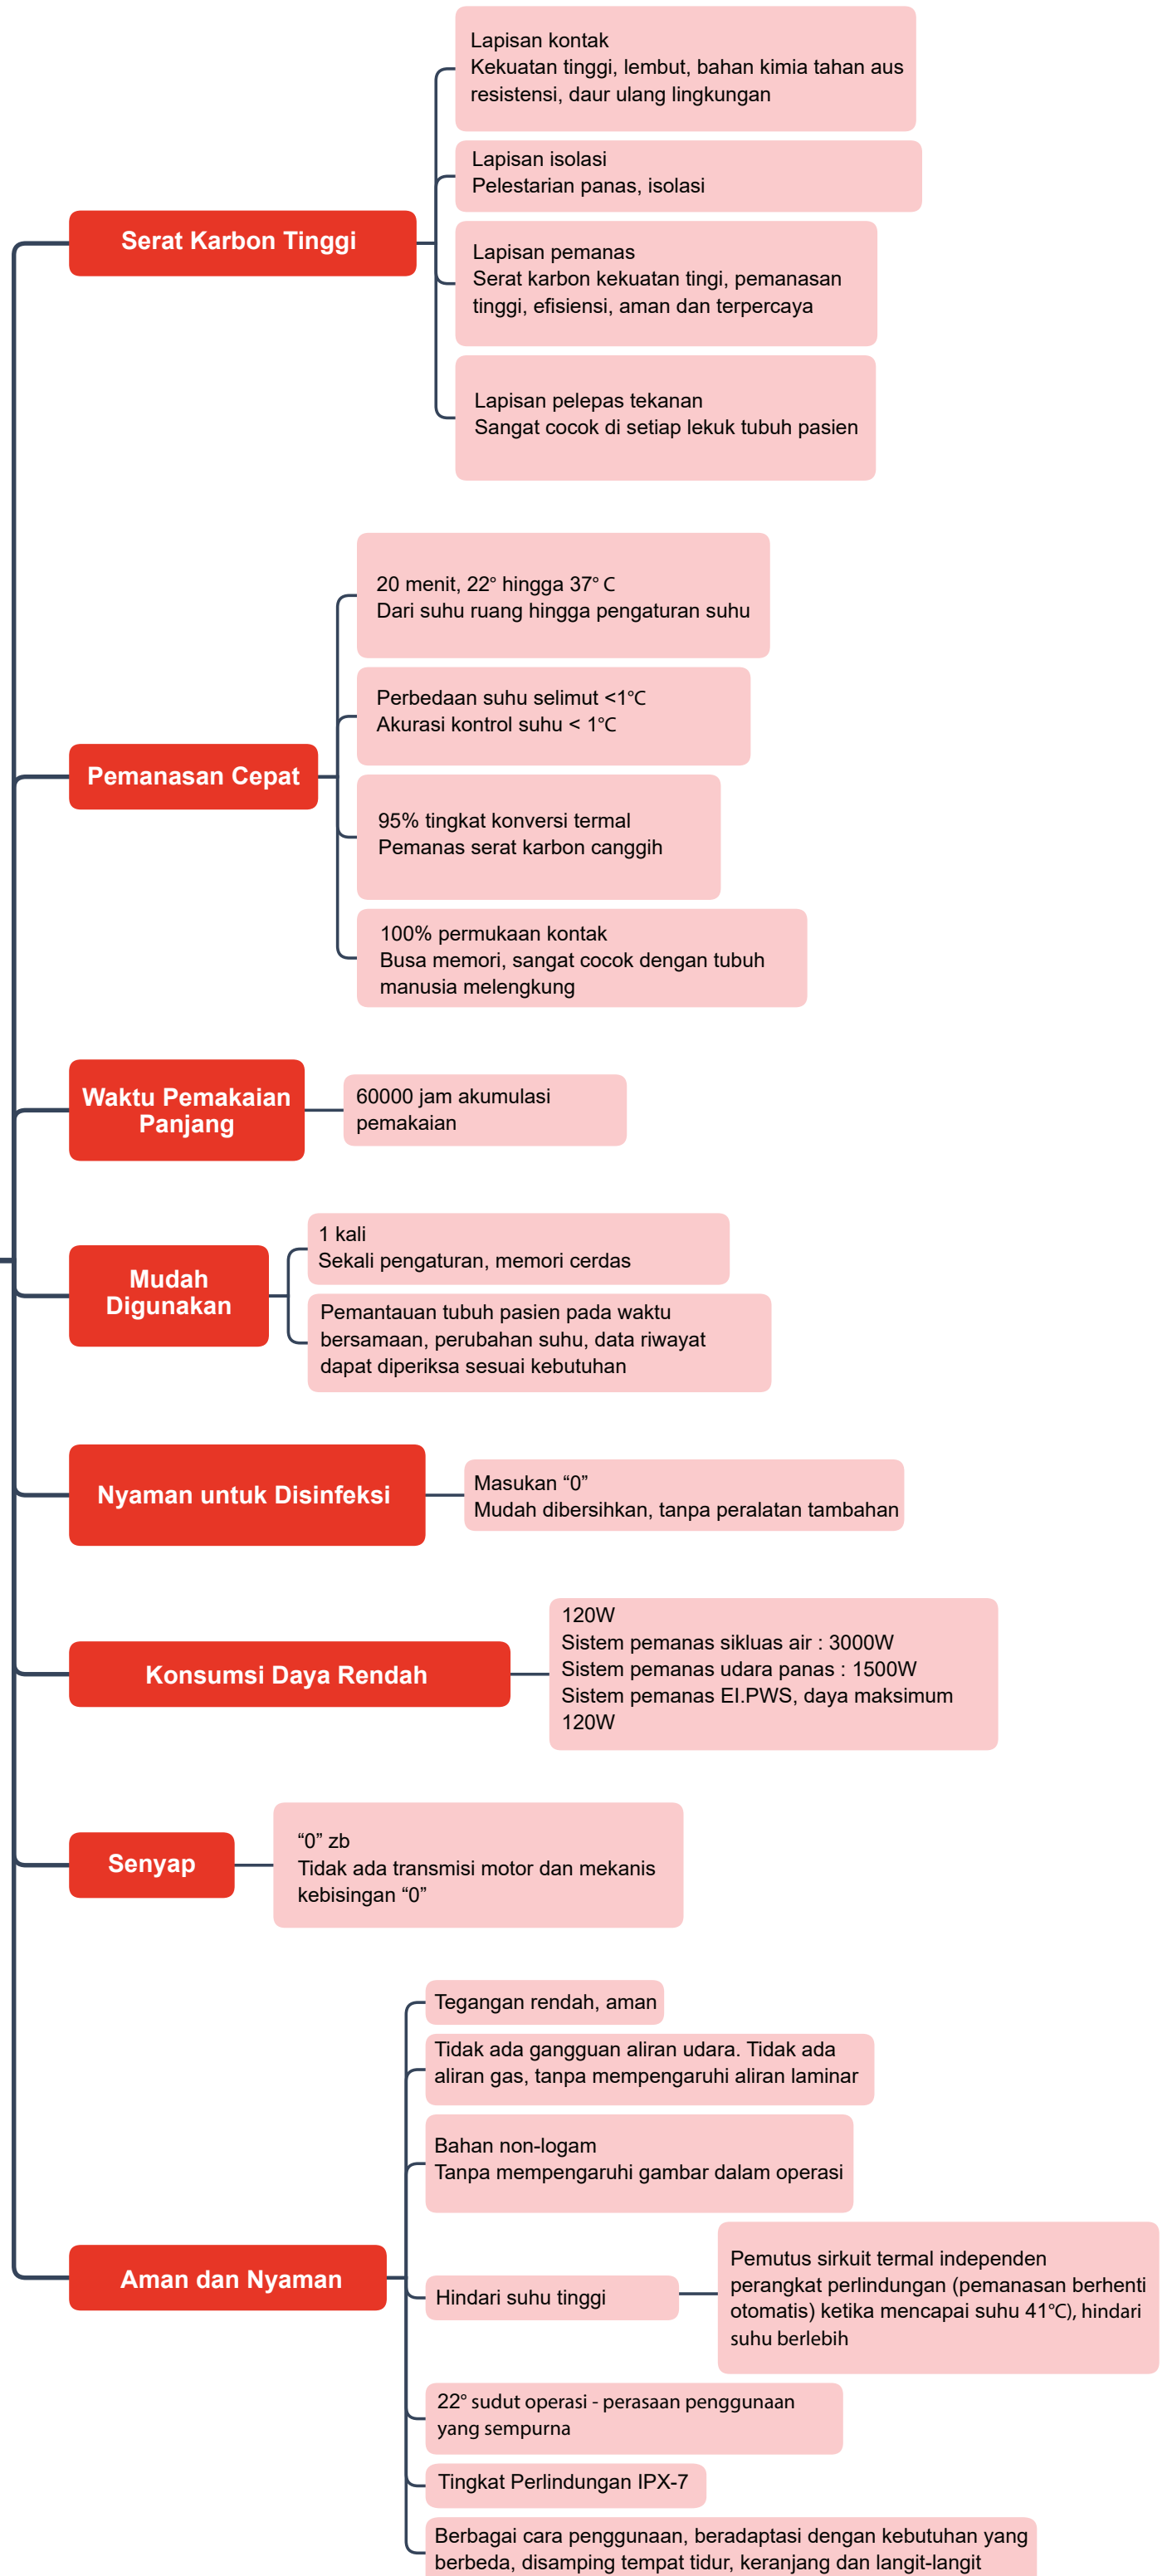 Serat Karbon Tinggi
Lapisan kontak
Kekuatan tinggi, lembut, bahan kimia tahan aus
resistensi, daur ulang lingkungan
Lapisan isolasi
Pelestarian panas, isolasi
Lapisan pemanas
Serat karbon kekuatan tingi, pemanasan
tinggi, efisiensi, aman dan terpercaya
Lapisan pelepas tekanan
Sangat cocok di setiap lekuk tubuh pasien
Pemanasan Cepat
20 menit, 22° hingga 37° C
Dari suhu ruang hingga pengaturan suhu
Perbedaan suhu selimut <1℃
Akurasi kontrol suhu < 1℃
95% tingkat konversi termal
Pemanas serat karbon canggih
100% permukaan kontak
Busa memori, sangat cocok dengan tubuh
manusia melengkung
Waktu Pemakaian
Panjang
60000 jam akumulasi
pemakaian
Mudah
Digunakan
1 kali
Sekali pengaturan, memori cerdas
Pemantauan tubuh pasien pada waktu
bersamaan, perubahan suhu, data riwayat
dapat diperiksa sesuai kebutuhan
Nyaman untuk Disinfeksi
Masukan “0”
Mudah dibersihkan, tanpa peralatan tambahan
Konsumsi Daya Rendah
120W
Sistem pemanas sikluas air : 3000W
Sistem pemanas udara panas : 1500W
Sistem pemanas EI.PWS, daya maksimum
120W
Senyap
“0” zb
Tidak ada transmisi motor dan mekanis
kebisingan “0”
Aman dan Nyaman
Tegangan rendah, aman
Tidak ada gangguan aliran udara. Tidak ada
aliran gas, tanpa mempengaruhi aliran laminar
Bahan non-logam
Tanpa mempengaruhi gambar dalam operasi
Hindari suhu tinggi
Pemutus sirkuit termal independen
perangkat perlindungan (pemanasan berhenti
otomatis) ketika mencapai suhu 41℃), hindari
suhu berlebih
22° sudut operasi - perasaan penggunaan
yang sempurna
Tingkat Perlindungan IPX-7
Berbagai cara penggunaan, beradaptasi dengan kebutuhan yang
berbeda, disamping tempat tidur, keranjang dan langit-langit